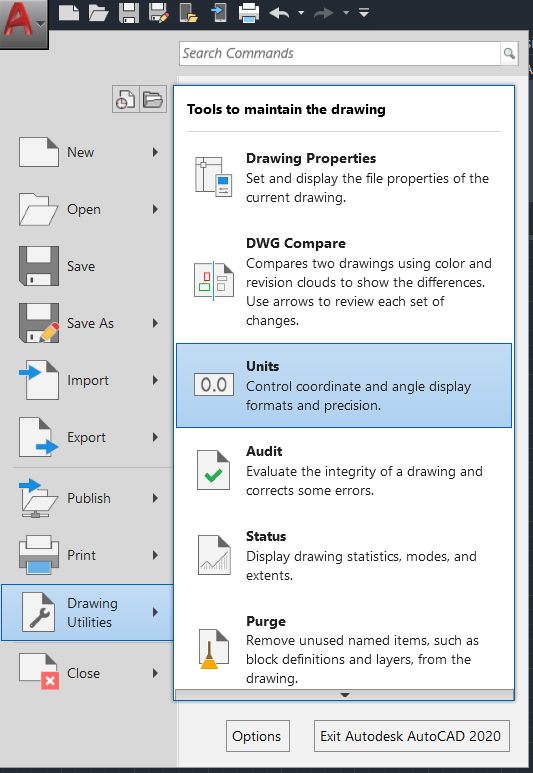 A
Search Commands
Tools to maintain the drawing
New
Open
Save
Save As
Import
Export
Publish
Print
Drawing
Utilities
Close
Drawing Properties
Set and display the file properties of the
current drawing.
DWG Compare
Compares two drawings using color and
revision clouds to show the differences.
Use arrows to review each set of
changes.
0.0
Units
Control coordinate and angle display
formats and precision.
Audit
Evaluate the integrity of a drawing and
corrects some errors.
Status
Display drawing statistics, modes, and
extents.
Purge
Remove unused named items, such as
block definitions and layers, from the
drawing.
Options
Exit Autodesk AutoCAD 2020